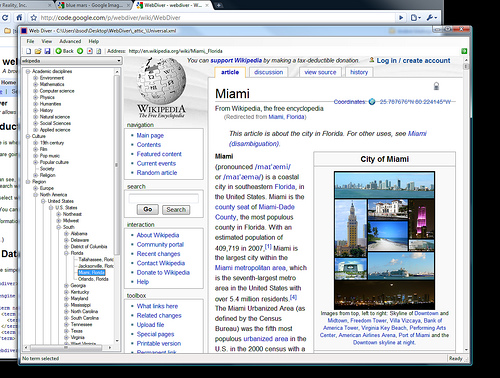 blue mars - Google Imag...
WebDiver - webdiver - W...
http://code.google.com/p/webdiver/wiki/WebDiver
Web Diver - C:\Users\bsod\Desktop\WebDiver\_attic_\Universal.xml
File View Advanced Help
Back Address: http://en.wikipedia.org/wiki/Miami,_Florida
wikipedia
Academic disciplines
Environment
Mathematics
Computer science
Physics
Humanities
History
Natural science
Social Sciences
Applied science
Culture
19th century
Film
Pop music
Popular culture
Society
Religion
Region
Europe
North America
United States
U.S. States
Northeast
Midwest
South
Alabama
Delaware
District of Columbia
Florida
Tallahassee, Flori
Jacksonville, Flori
Miami, Florida
Orlando, Florida
Georgia
Kentucky
Maryland
Mississippi
North Carolina
South Carolina
Tennessee
Texas
Virginia
No term selected
WIKIPEDIA
The Free Encyclopedia
navigation
Main page
Contents
Featured content
Current events
Random article
search
Go Search
interaction
About Wikipedia
Community portal
Recent changes
Contact Wikipedia
Donate to Wikipedia
Help
toolbox
What links here
Related changes
Upload file
Special pages
Printable version
Permanent link
You can support Wikipedia by making a tax-deductible donation.
Log in / create account
article discussion view source history
Miami
From Wikipedia, the free encyclopedia
(Redirected from Miami, Florida)
Coordinates:
This article is about the city in Florida. For other uses, see Miami
(disambiguation).
Miami
(pronounced /maɪˈæmi/
or /maɪˈæmə/) is a coastal
city in southeastern Florida, in
the United States. Miami is the
county seat of Miami-Dade
County, the most populous
county in Florida. With an
estimated population of
409,719 in 2007,[1] Miami is
the largest city within the
Miami metropolitan area, which
is the seventh-largest metro
area in the United States with
over 5.4 million residents.[4]
The Miami Urbanized Area (as
defined by the Census
Bureau) was the fifth most
populous urbanized area in
the U.S. in the 2000 census with a
City of Miami
Images from top, left to right: Skyline of Downtown and
Midtown, Freedom Tower, Villa Vizcaya, Bank of
America Tower, Virginia Key Beach, Performing Arts
Center, American Airlines Arena, Port of Miami and the
Downtown skyline at night.
Ready